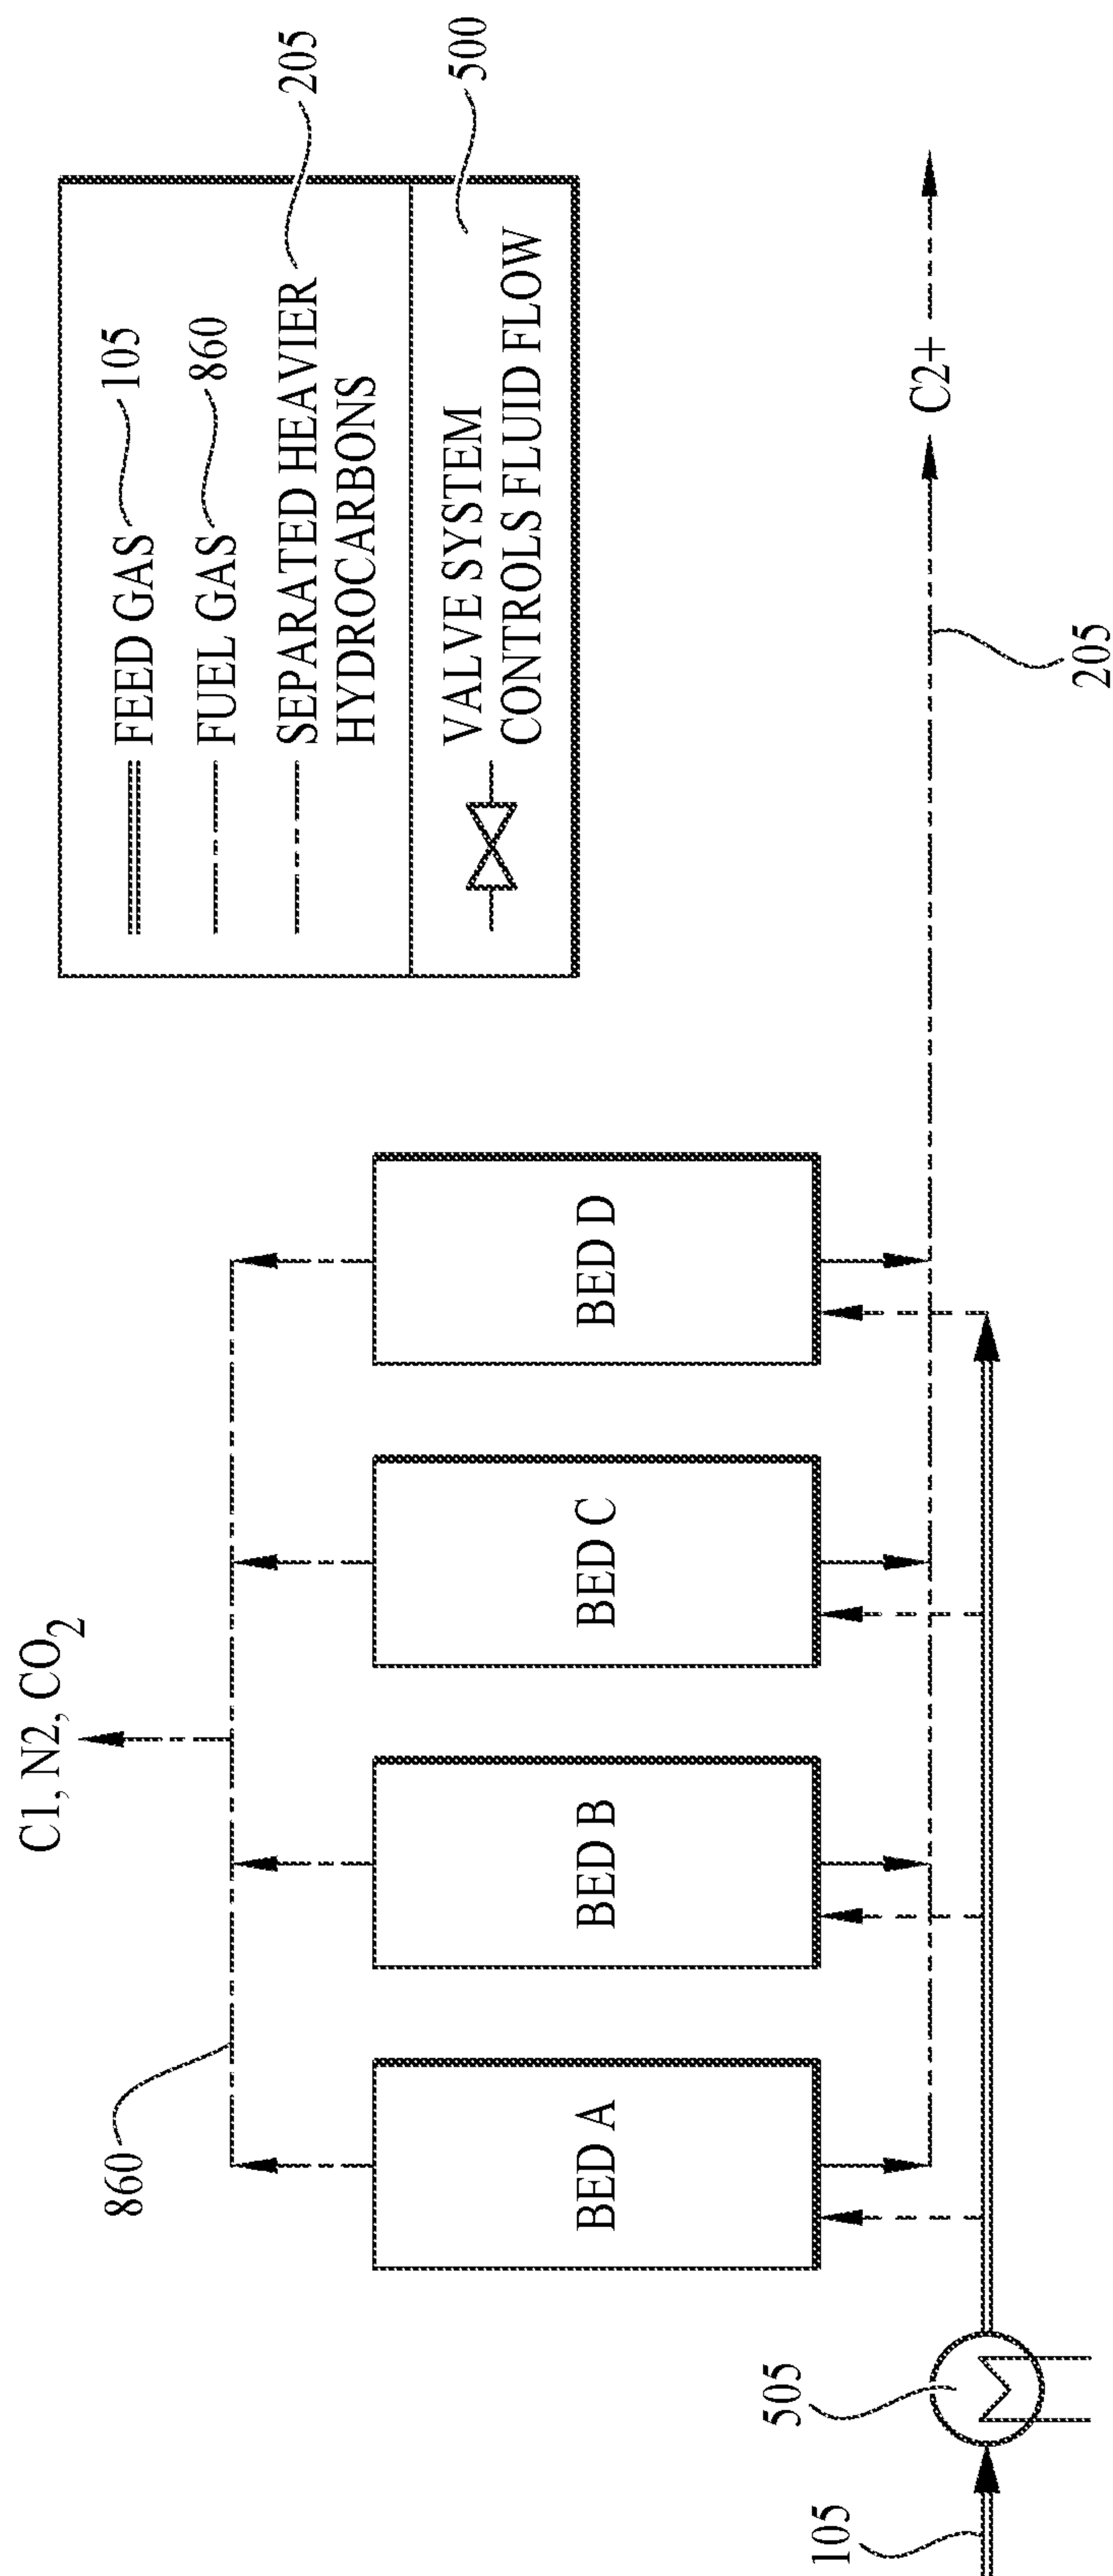 FEED GAS 105
FUEL GAS 860
SEPARATED HEAVIER 205
HYDROCARBONS
VALVE SYSTEM 500
CONTROLS FLUID FLOW
C1, N2, CO2
860
BED A
BED B
BED C
BED D
505
105
C2+
205